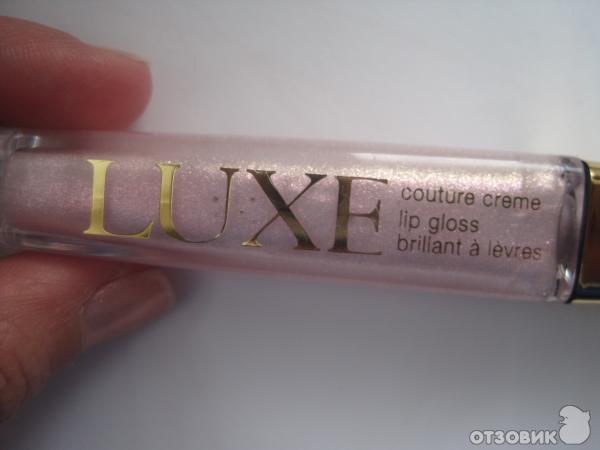 LUXE
couture creme
lip gloss
brillant à lèvres
ОТЗОВИК